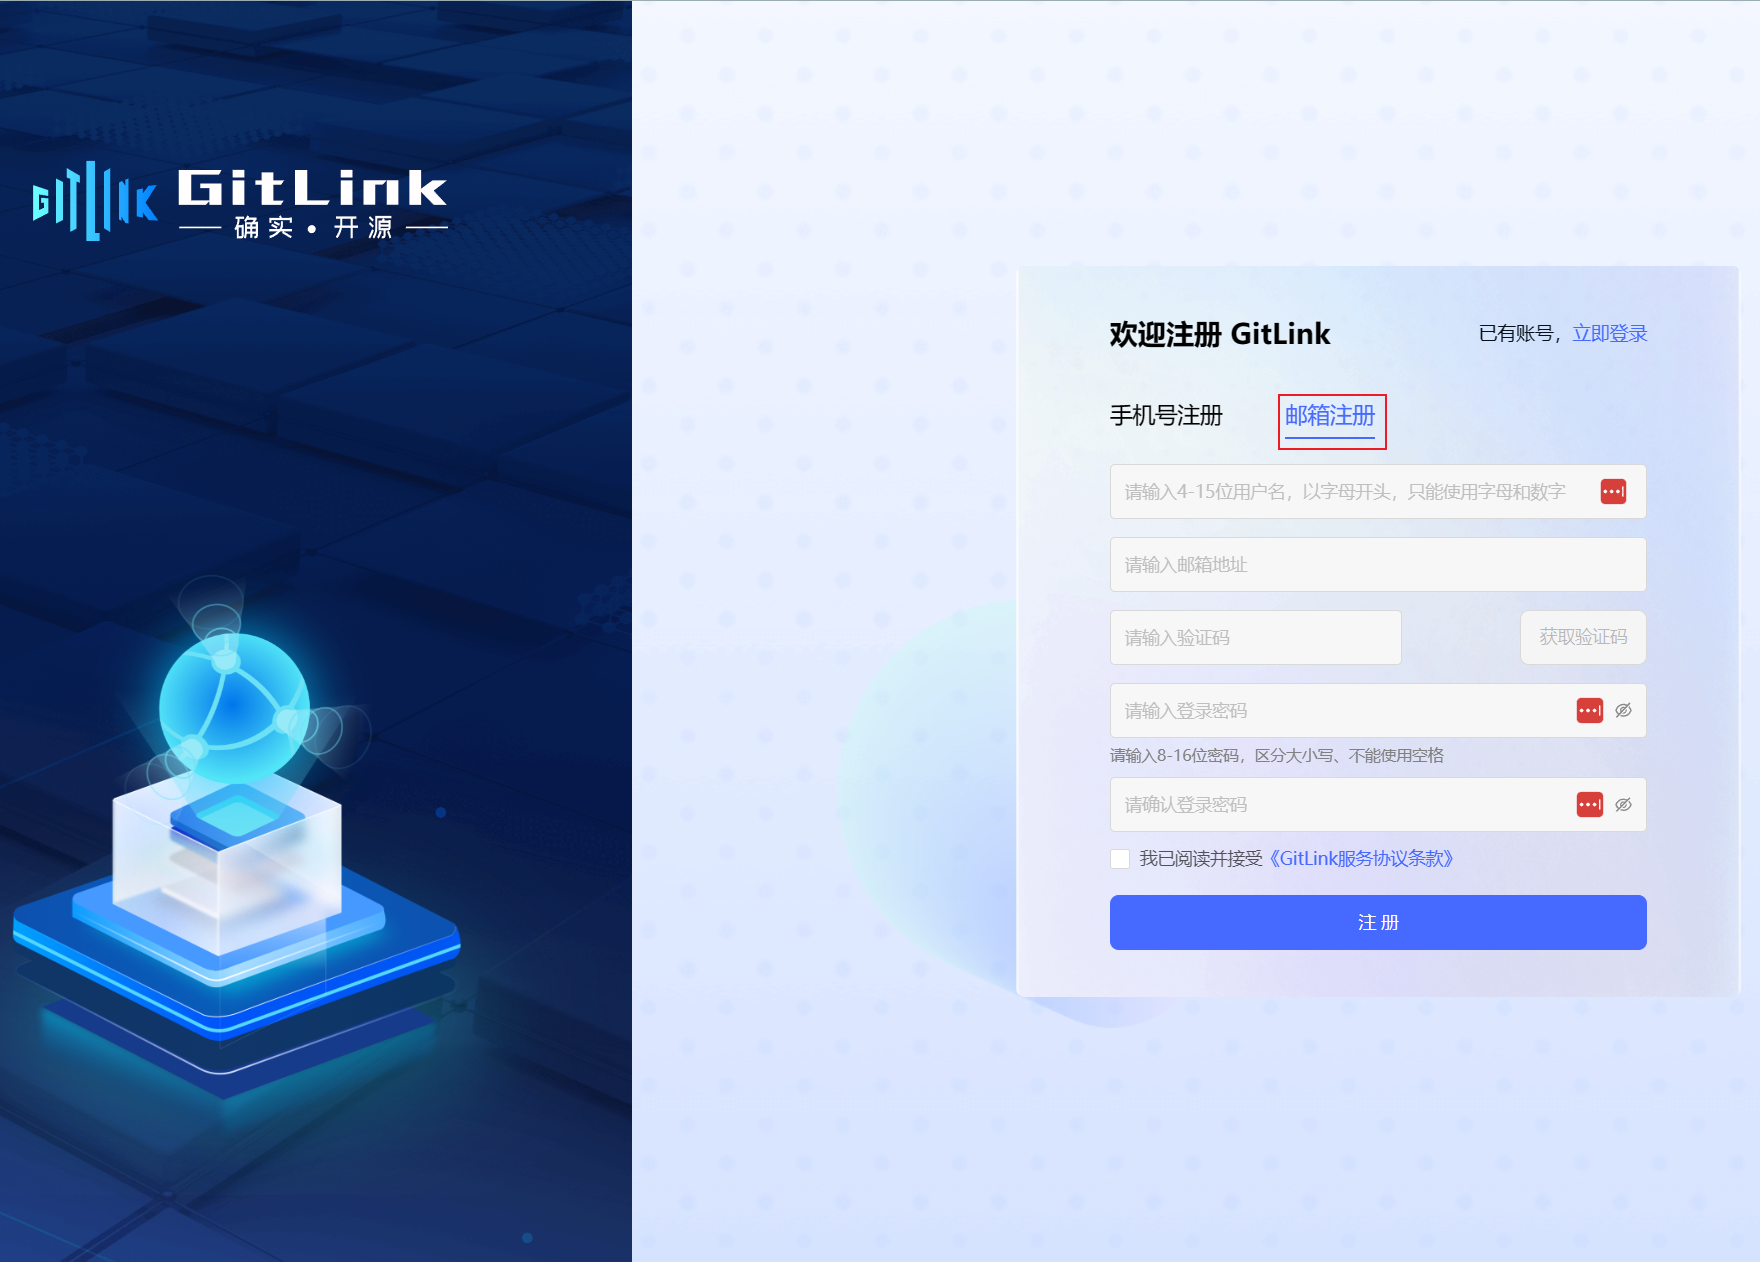 GITLINK
GitLink
确实·开源
欢迎注册 GitLink
已有账号，立即登录
手机号注册
邮箱注册
请输入4-15位用户名，以字母开头，只能使用字母和数字
请输入邮箱地址
请输入验证码
获取验证码
请输入登录密码
请输入8-16位密码，区分大小写、不能使用空格
请确认登录密码
我已阅读并接受《GitLink服务协议条款》
注 册